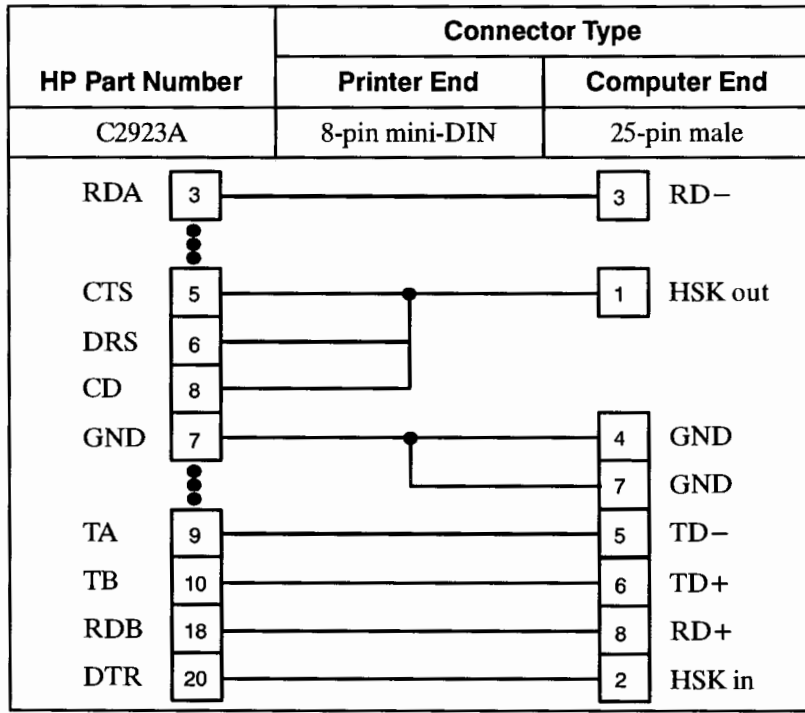 Connector Type
HP Part Number Printer End Computer End
C2923A 8-pin mini-DIN 25-pin male
RDA 3 3 RD−
CTS 5 1 HSK out
DRS 6
CD 8
GND 7 4 GND
7 GND
TA 9 5 TD−
TB 10 6 TD+
RDB 18 8 RD+
DTR 20 2 HSK in